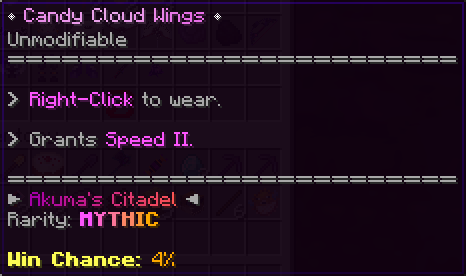 ◆ Candy Cloud Wings ◆
Unmodifiable
================================
> Right-Click to wear.
> Grants Speed II.
================================
► Akuma's Citadel ◄
Rarity: MYTHIC
Win Chance: 4%